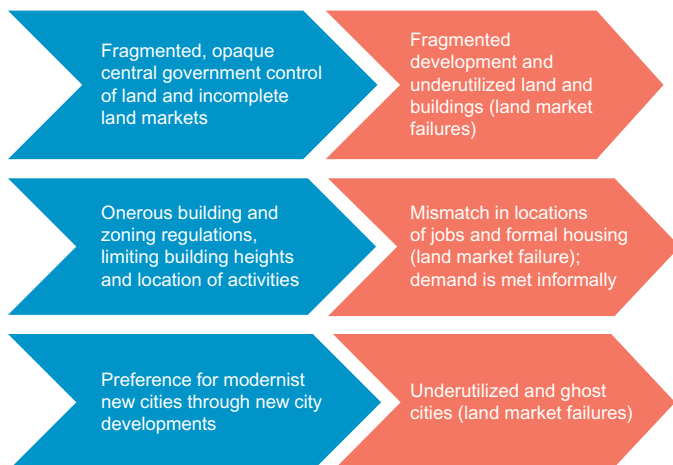 Fragmented, opaque
central government control
of land and incomplete
land markets
Fragmented
development and
underutilized land and
buildings (land market
failures)
Onerous building and
zoning regulations,
limiting building heights
and location of activities
Mismatch in locations
of jobs and formal housing
(land market failure);
demand is met informally
Preference for modernist
new cities through new city
developments
Underutilized and ghost
cities (land market failures)